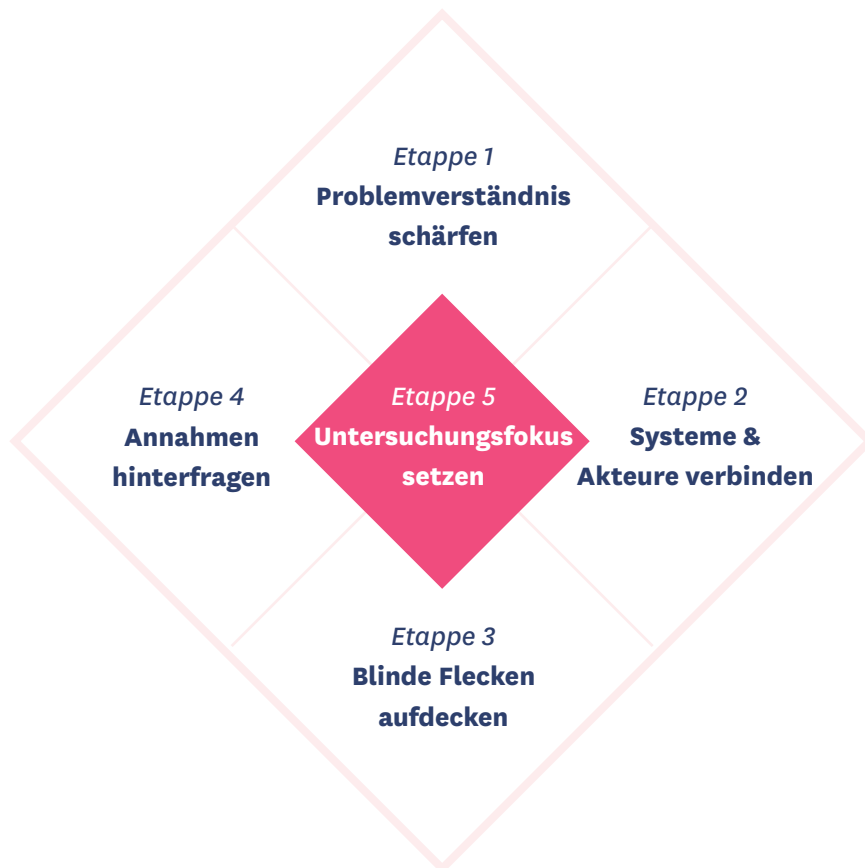 Etappe 1
Problemverständnis
schärfen
Etappe 4
Annahmen
hinterfragen
Etappe 5
Untersuchungsfokus
setzen
Etappe 2
Systeme &
Akteure verbinden
Etappe 3
Blinde Flecken
aufdecken